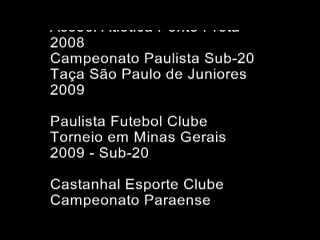 2008
Campeonato Paulista Sub-20
Taça São Paulo de Juniores
2009
Paulista Futebol Clube
Torneio em Minas Gerais
2009 - Sub-20
Castanhal Esporte Clube
Campeonato Paraense